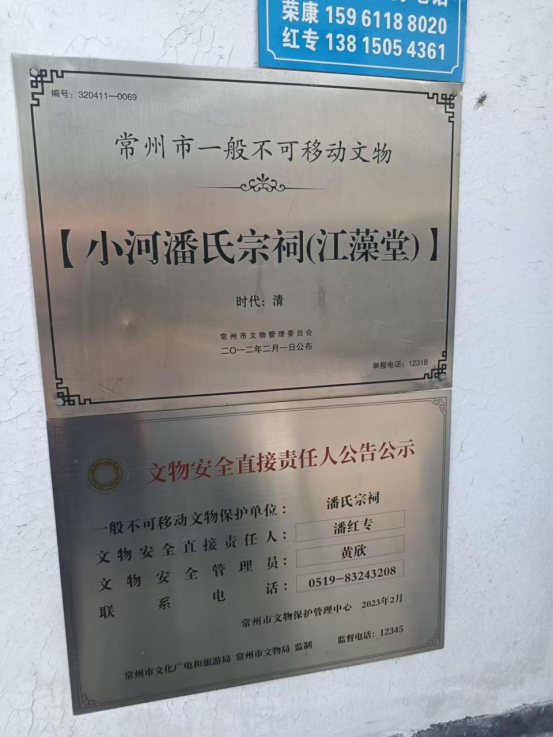 荣康 159 6118 8020
红专 138 1505 4361
编号：320411—0069
常州市一般不可移动文物
【小河潘氏宗祠(江藻堂)】
时代：清
常州市文物管理委员会
二〇一二年二月一日公布
举报电话：12318
文物安全直接责任人公告公示
一般不可移动文物保护单位： 潘氏宗祠
文物安全直接责任人： 潘红专
文物安全管理员： 黄欣
联系电话： 0519-83243208
常州市文物保护管理中心 2023年2月
常州市文化广电和旅游局 常州市文物局 监制 监督电话：12345